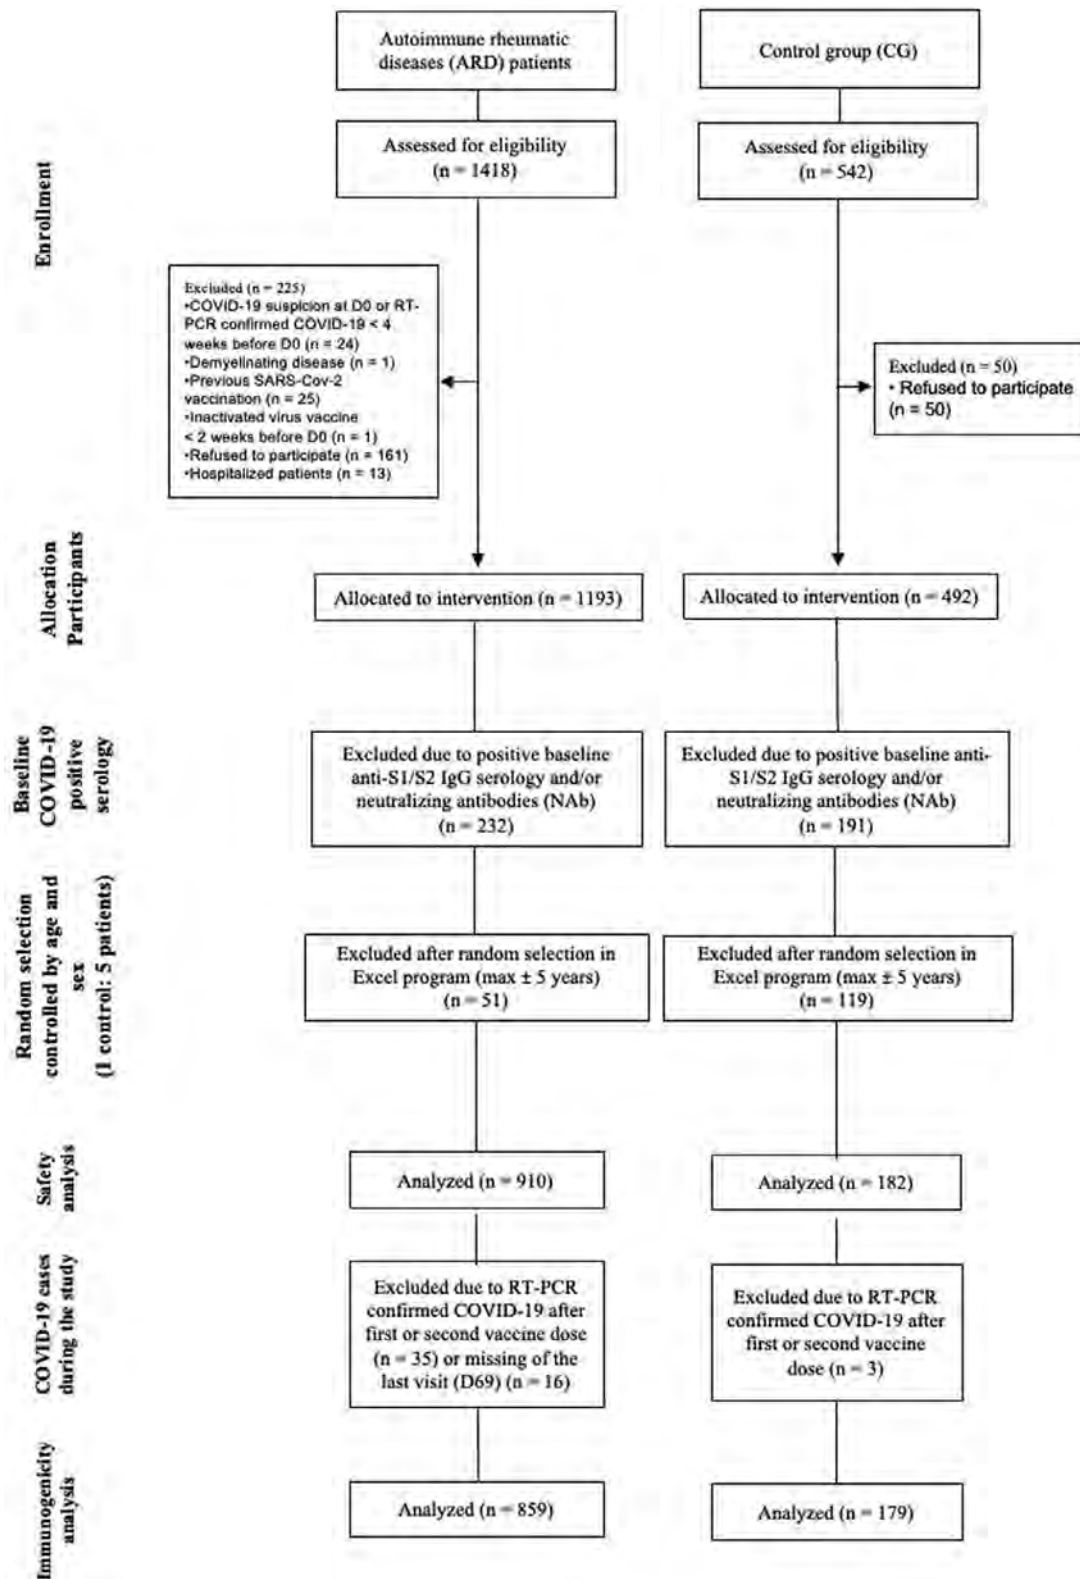 Autoimmune rheumatic
diseases (ARD) patients
Control group (CG)
Enrollment
Assessed for eligibility
(n = 1418)
Assessed for eligibility
(n = 542)
Excluded (n = 225)
•COVID-19 suspicion at D0 or RT-
PCR confirmed COVID-19 < 4
weeks before D0 (n = 24)
•Demyelinating disease (n = 1)
•Previous SARS-Cov-2
vaccination (n = 25)
•Inactivated virus vaccine
< 2 weeks before D0 (n = 1)
•Refused to participate (n = 161)
•Hospitalized patients (n = 13)
Excluded (n = 50)
• Refused to participate
(n = 50)
Allocation
Participants
Allocated to intervention (n = 1193)
Allocated to intervention (n = 492)
Baseline
COVID-19
positive
serology
Excluded due to positive baseline
anti-S1/S2 IgG serology and/or
neutralizing antibodies (NAb)
(n = 232)
Excluded due to positive baseline anti-
S1/S2 IgG serology and/or
neutralizing antibodies (NAb)
(n = 191)
Random selection
controlled by age and
sex
(1 control: 5 patients)
Excluded after random selection in
Excel program (max ± 5 years)
(n = 51)
Excluded after random selection in
Excel program (max ± 5 years)
(n = 119)
Safety
analysis
Analyzed (n = 910)
Analyzed (n = 182)
COVID-19 cases
during the study
Excluded due to RT-PCR
confirmed COVID-19 after
first or second vaccine dose
(n = 35) or missing of the
last visit (D69) (n = 16)
Excluded due to RT-PCR
confirmed COVID-19 after
first or second vaccine
dose (n = 3)
Immunogenicity
analysis
Analyzed (n = 859)
Analyzed (n = 179)